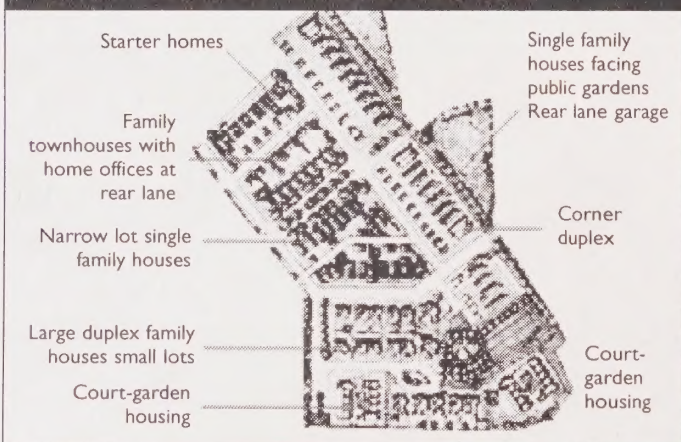 Starter homes
Family
townhouses with
home offices at
rear lane
Narrow lot single
family houses
Large duplex family
houses small lots
Court-garden
housing
Single family
houses facing
public gardens
Rear lane garage
Corner
duplex
Court-
garden
housing